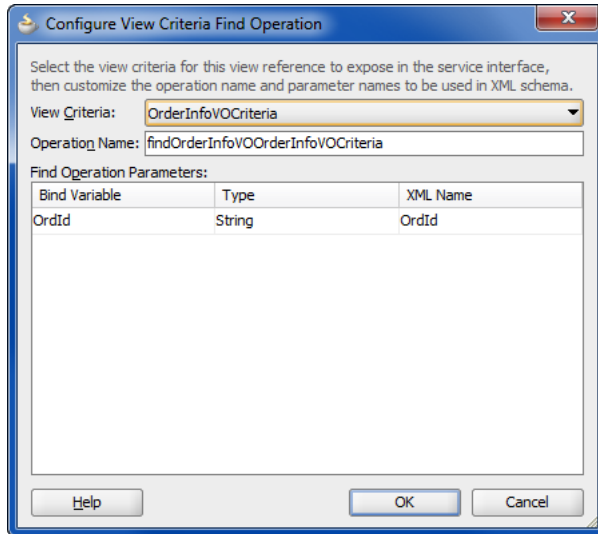 Configure View Criteria Find Operation
Select the view criteria for this view reference to expose in the service interface,
then customize the operation name and parameter names to be used in XML schema.
View Criteria: OrderInfoVOCriteria
Operation Name: findOrderInfoVOOrderInfoVOCriteria
Find Operation Parameters:
Bind Variable Type XML Name
OrdId String OrdId
Help OK Cancel